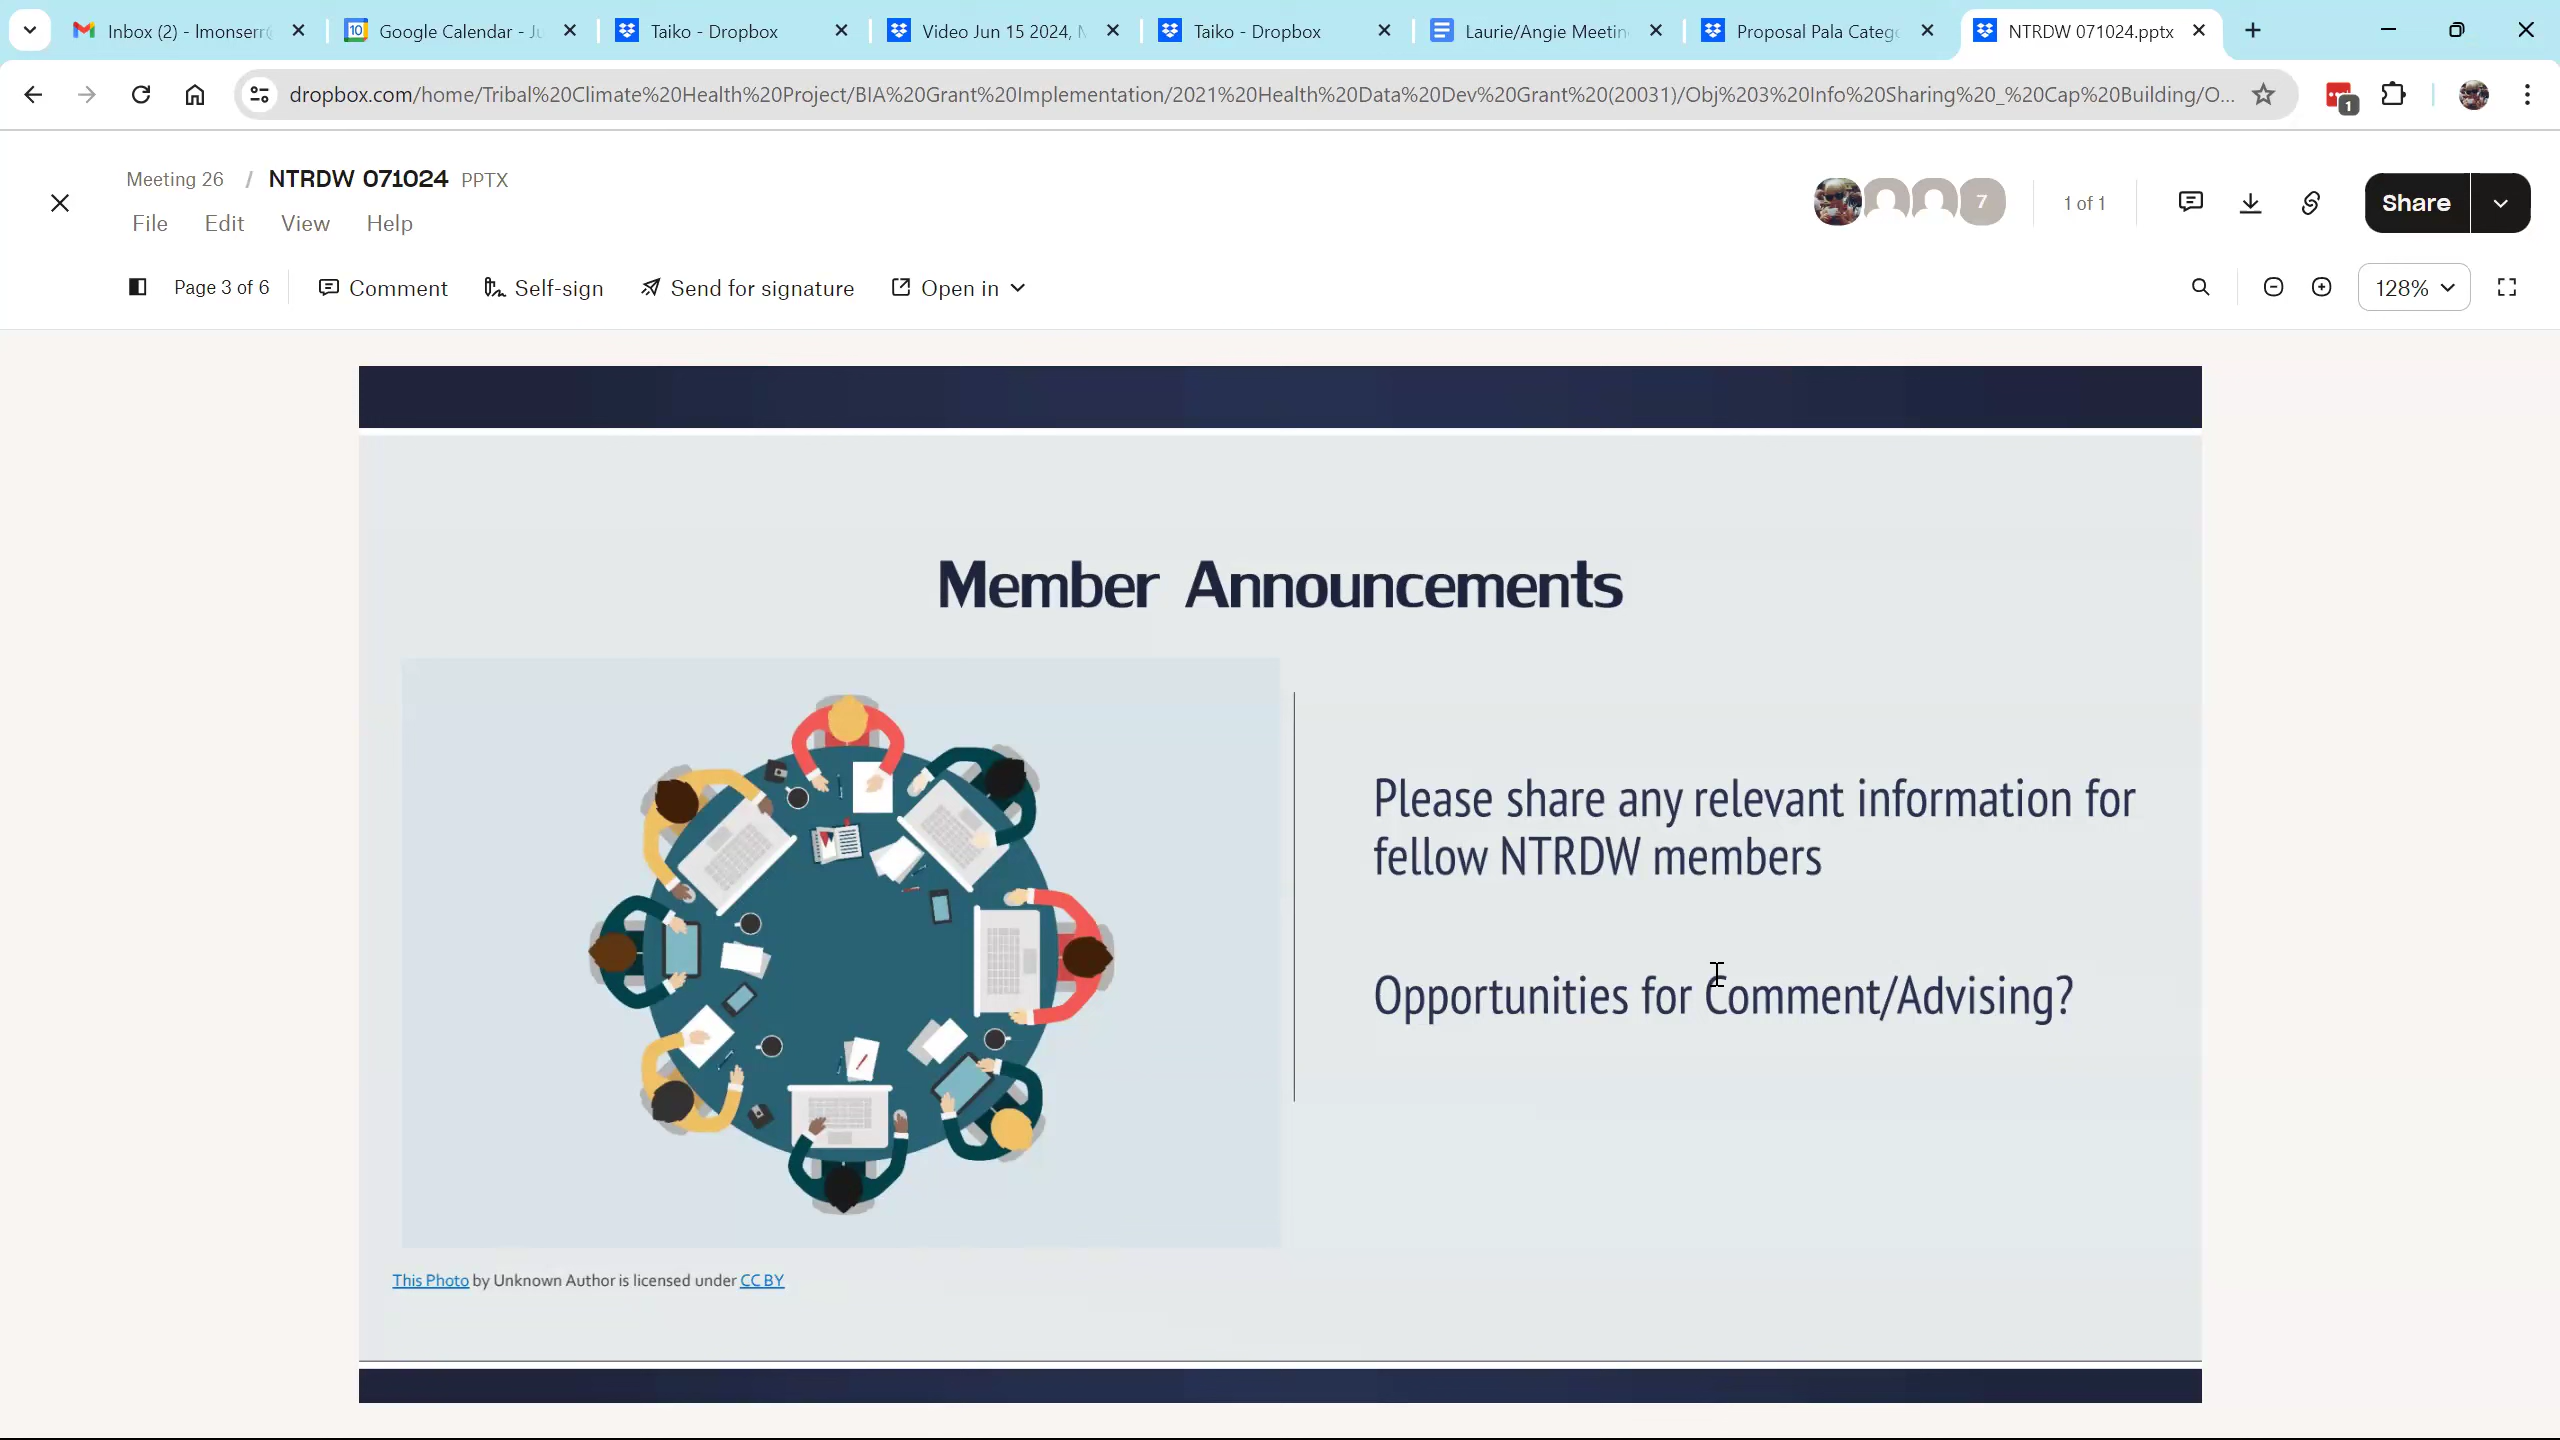 Inbox (2) - lmonserr@
10
Google Calendar - Ju
Taiko - Dropbox
Video Jun 15 2024,
Taiko - Dropbox
Laurie/Angie Meetin
Proposal Pala Catego
NTRDW 071024.pptx
dropbox.com/home/Tribal%20Climate%20Health%20Project/BIA%20Grant%20Implementation/2021%20Health%20Data%20Dev%20Grant%20(20031)/Obj%203%20Info%20Sharing%20_%20Cap%20Building/O...
1
Meeting 26 / NTRDW 071024 PPTX
7
1 of 1
Share
File Edit View Help
Page 3 of 6
Comment
Self-sign
Send for signature
Open in
128%
Member Announcements
Please share any relevant information for
fellow NTRDW members
Opportunities for Comment/Advising?
This Photo by Unknown Author is licensed under CC BY